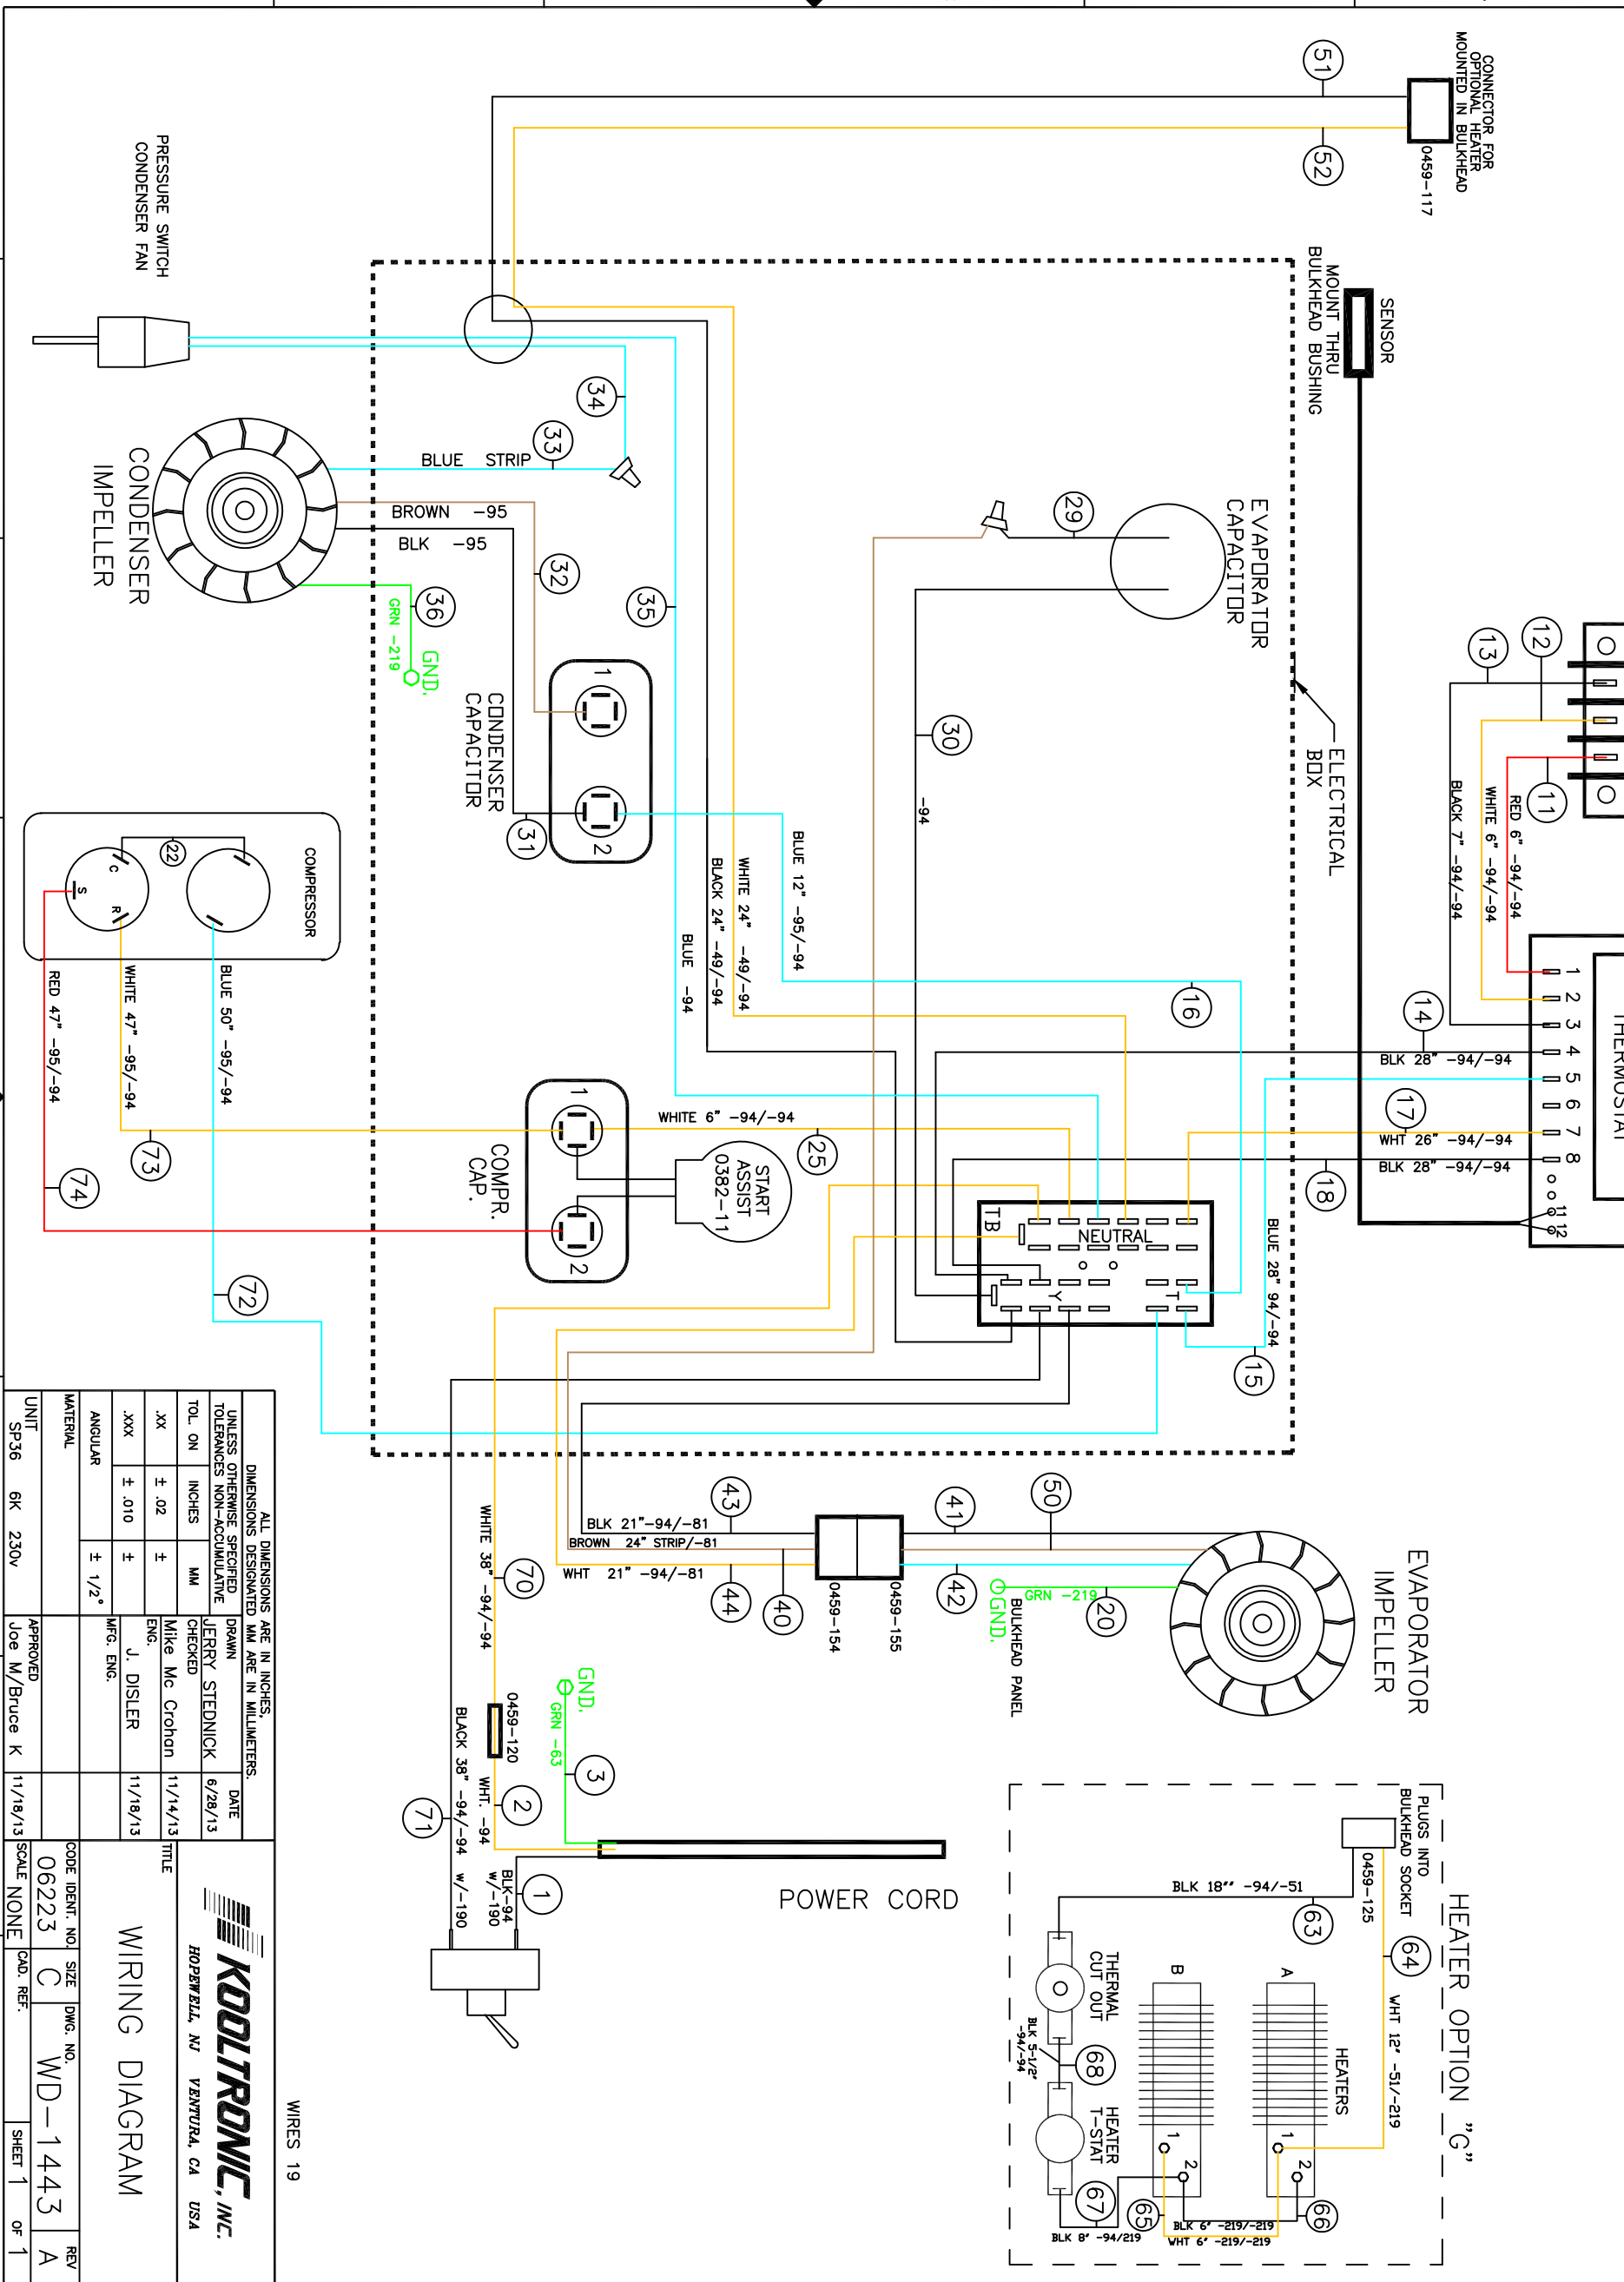 CONNECTOR FOR
OPTIONAL HEATER
MOUNTED IN BULKHEAD
0459-117
51
52
SENSOR
MOUNT THRU
BULKHEAD BUSHING
PRESSURE SWITCH
CONDENSER FAN
34
33
BLUE STRIP
BROWN -95
BLK -95
CONDENSER
IMPELLER
32
35
36
GRN -219
GND.
29
EVAPORATOR
CAPACITOR
30
-94
ELECTRICAL
BOX
13
12
11
BLACK 7" -94/-94
WHITE 6" -94/-94
RED 6" -94/-94
THERMOSTAT
1
2
3
4
5
6
7
8
11
12
14
BLK 28" -94/-94
17
WHT 26" -94/-94
BLK 28" -94/-94
18
CONDENSER
CAPACITOR
1
2
31
BLUE 12" -95/-94
WHITE 24" -49/-94
BLACK 24" -49/-94
BLUE -94
16
COMPRESSOR
22
C
S
R
BLUE 50" -95/-94
WHITE 47" -95/-94
RED 47" -95/-94
73
74
72
COMPR.
CAP.
1
2
WHITE 6" -94/-94
25
START
ASSIST
0382-11
TB
NEUTRAL
Y
T
BLUE 28" 94/-94
15
43
BLK 21"-94/-81
BROWN 24" STRIP/-81
WHT 21" -94/-81
44
40
41
50
42
0459-154
0459-155
GRN -219
20
GND.
BULKHEAD PANEL
EVAPORATOR
IMPELLER
WHITE 38" -94/-94
70
0459-120
GND.
GRN -63
3
2
WHT. -94
BLACK 38" -94/-94
w/-190
71
BLK-94
w/-190
1
POWER CORD
HEATER OPTION "G"
PLUGS INTO
BULKHEAD SOCKET
0459-125
BLK 18"" -94/-51
63
64
WHT 12" -51/-219
THERMAL
CUT OUT
BLK 5-1/2"
-94/-94
68
HEATER
T-STAT
67
BLK 8" -94/219
B
A
HEATERS
1
2
1
2
65
66
BLK 6" -219/-219
WHT 6" -219/-219
WIRES 19
ALL DIMENSIONS ARE IN INCHES,
DIMENSIONS DESIGNATED MM ARE IN MILLIMETERS.
UNLESS OTHERWISE SPECIFIED
TOLERANCES NON-ACCUMULATIVE
TOL. ON INCHES MM
.XX ± .02 ±
.XXX ± .010 ±
ANGULAR ± 1/2°
MATERIAL
UNIT
SP36 6K 230v
DRAWN DATE
JERRY STEDNICK 6/28/13
CHECKED
Mike Mc Crohan 11/14/13
ENG.
J. DISLER 11/18/13
MFG. ENG.
APPROVED
Joe M/Bruce K 11/18/13
KOOLTRONIC, INC.
HOPEWELL, NJ VENTURA, CA USA
TITLE
WIRING DIAGRAM
CODE IDENT. NO. SIZE DWG. NO. REV
06223 C WD-1443 A
SCALE NONE CAD. REF. SHEET 1 OF 1